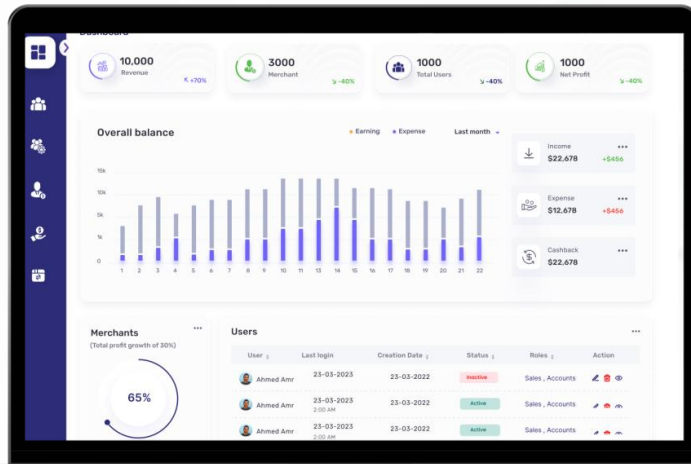 Dashboard
10,000
Revenue
+70%
3000
Merchant
-40%
1000
Total Users
-40%
1000
Net Profit
-40%
Overall balance
Earning
Expense
Last month
15k
10k
5k
1k
0
1 2 3 4 5 6 7 8 9 10 11 13 14 15 16 17 18 19 20 21 22
Income
$22,678
+$456
Expense
$12,678
+$456
Cashback
$22,678
Merchants
(Total profit growth of 30%)
65%
Users
User Last login Creation Date Status Roles Action
Ahmed Amr 23-03-2023 23-03-2022 Inactive Sales , Accounts
Ahmed Amr 23-03-2023 23-03-2022 Active Sales , Accounts
2:00 AM
Ahmed Amr 23-03-2023 23-03-2022 Active Sales , Accounts
2:00 AM